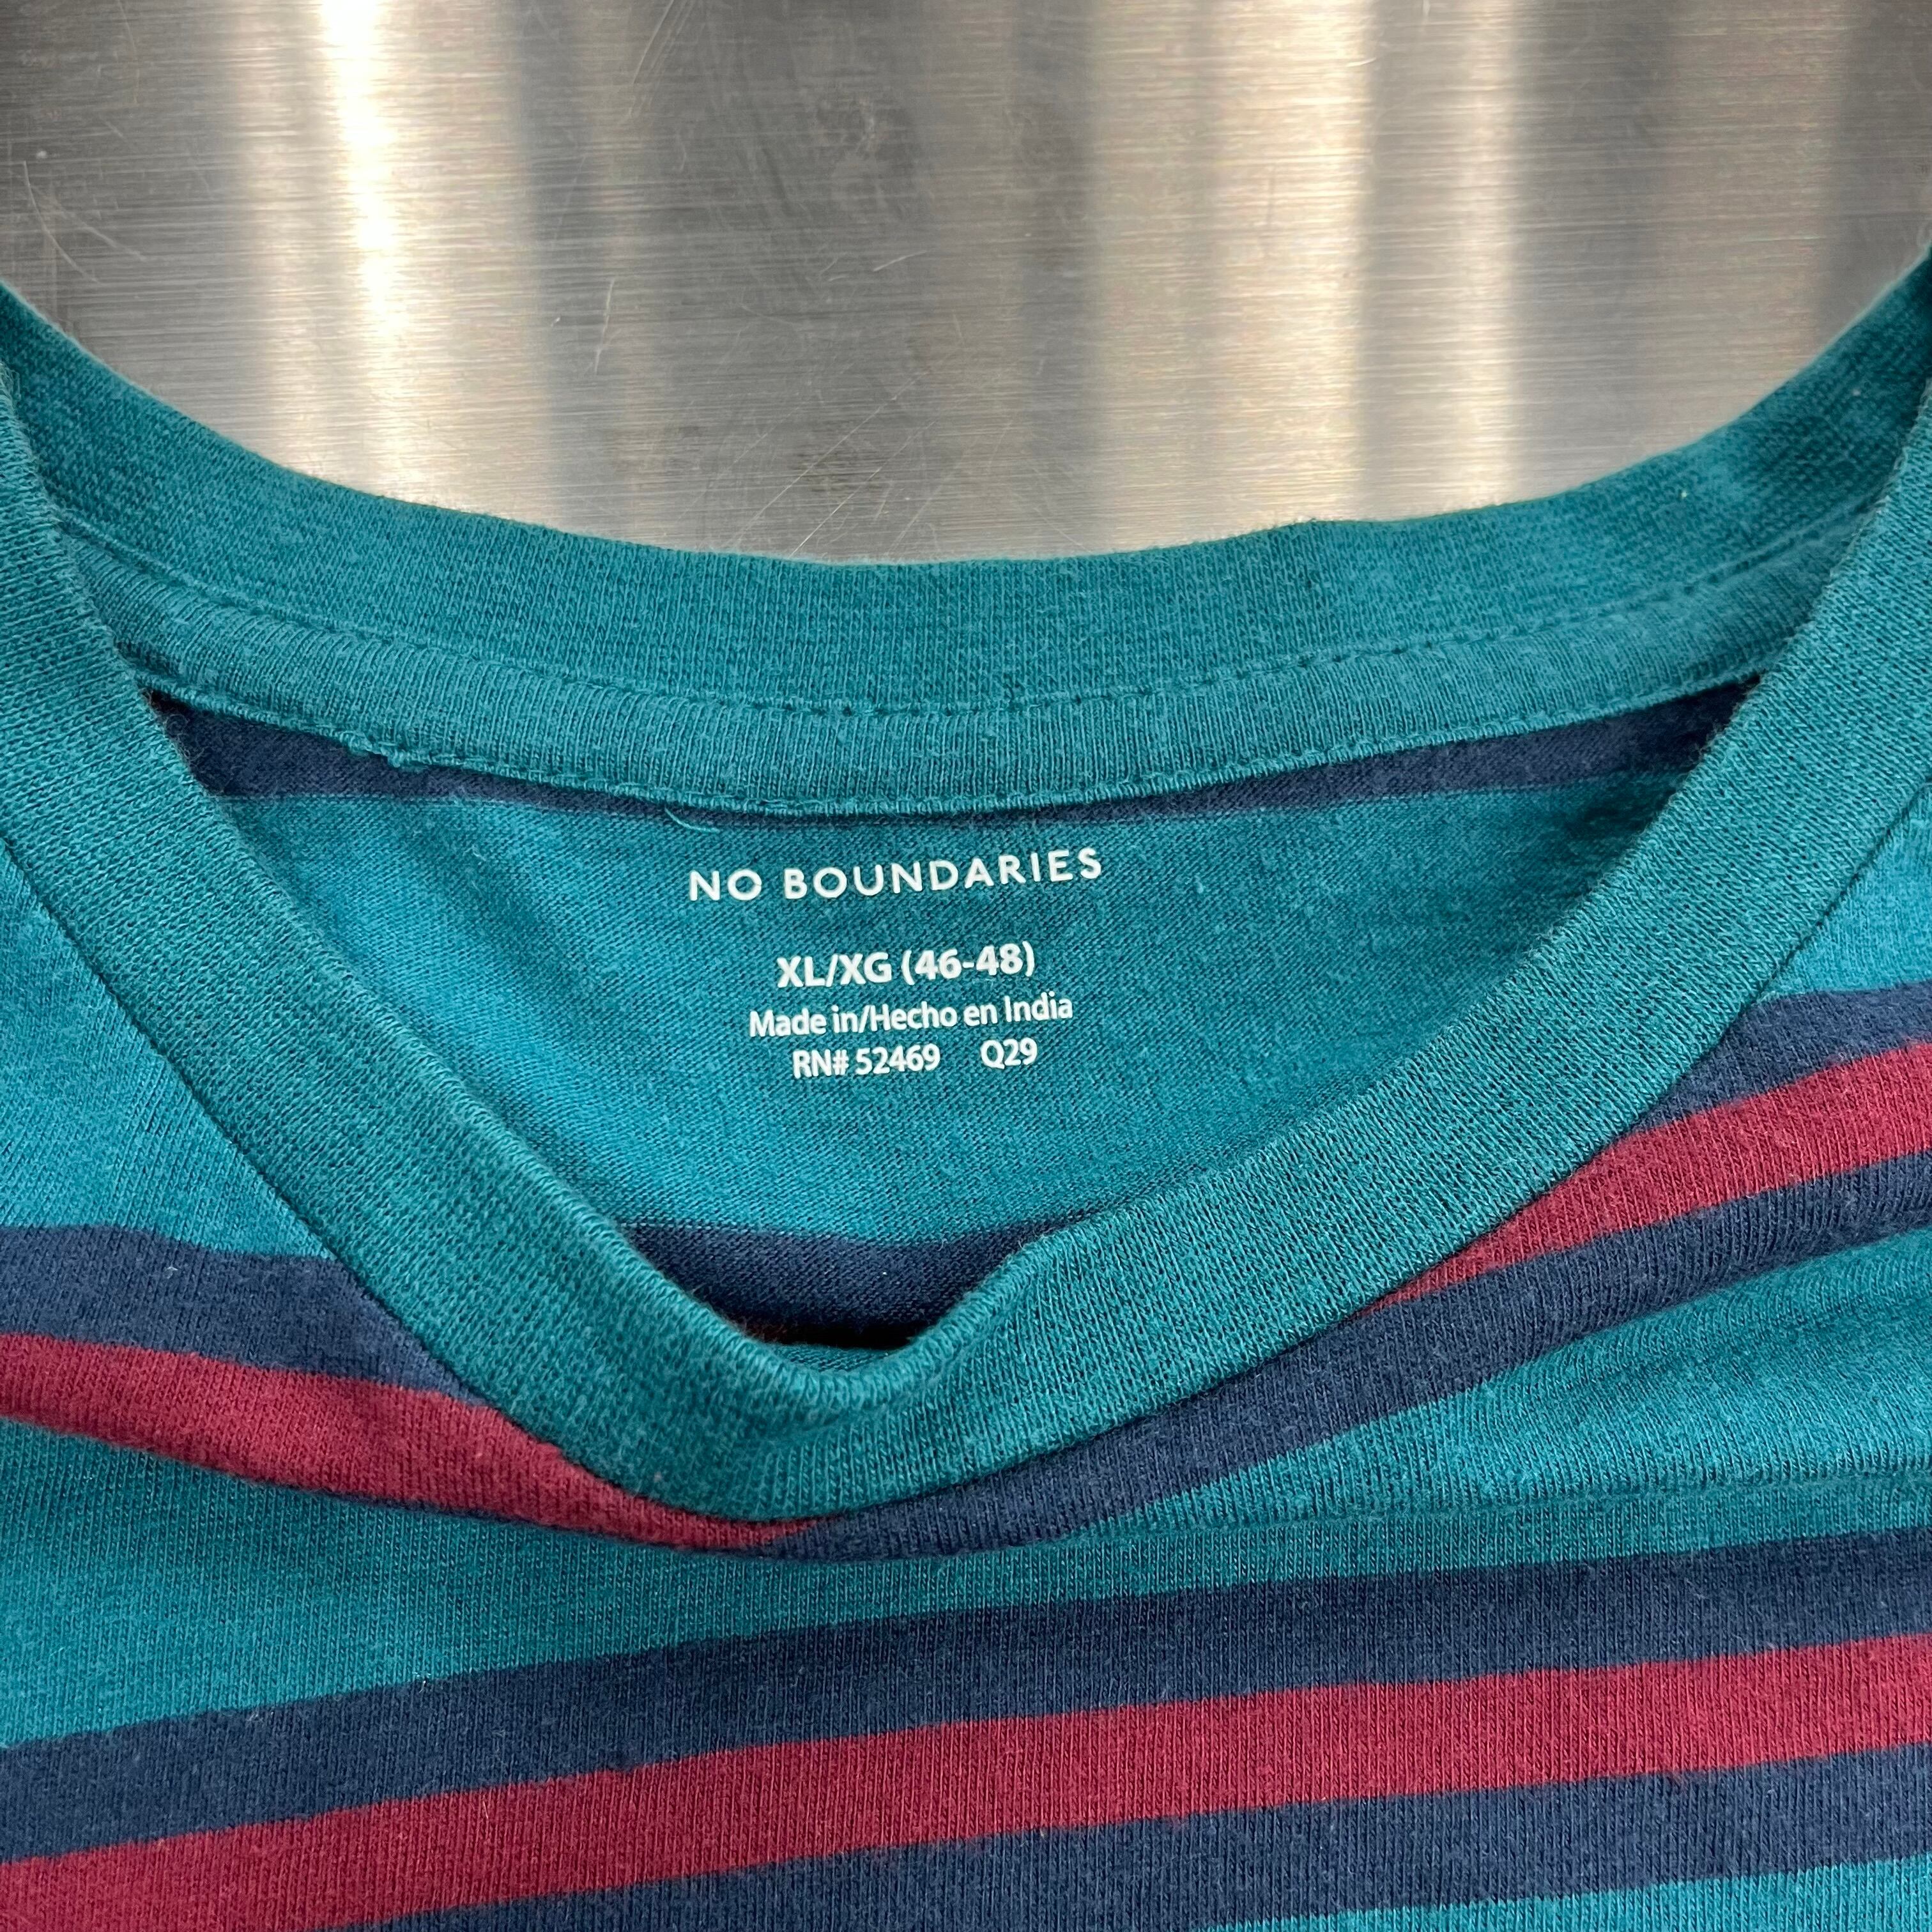 NO BOUNDARIES
XL/XG (46-48)
Made in/Hecho en India
RN# 52469 Q29